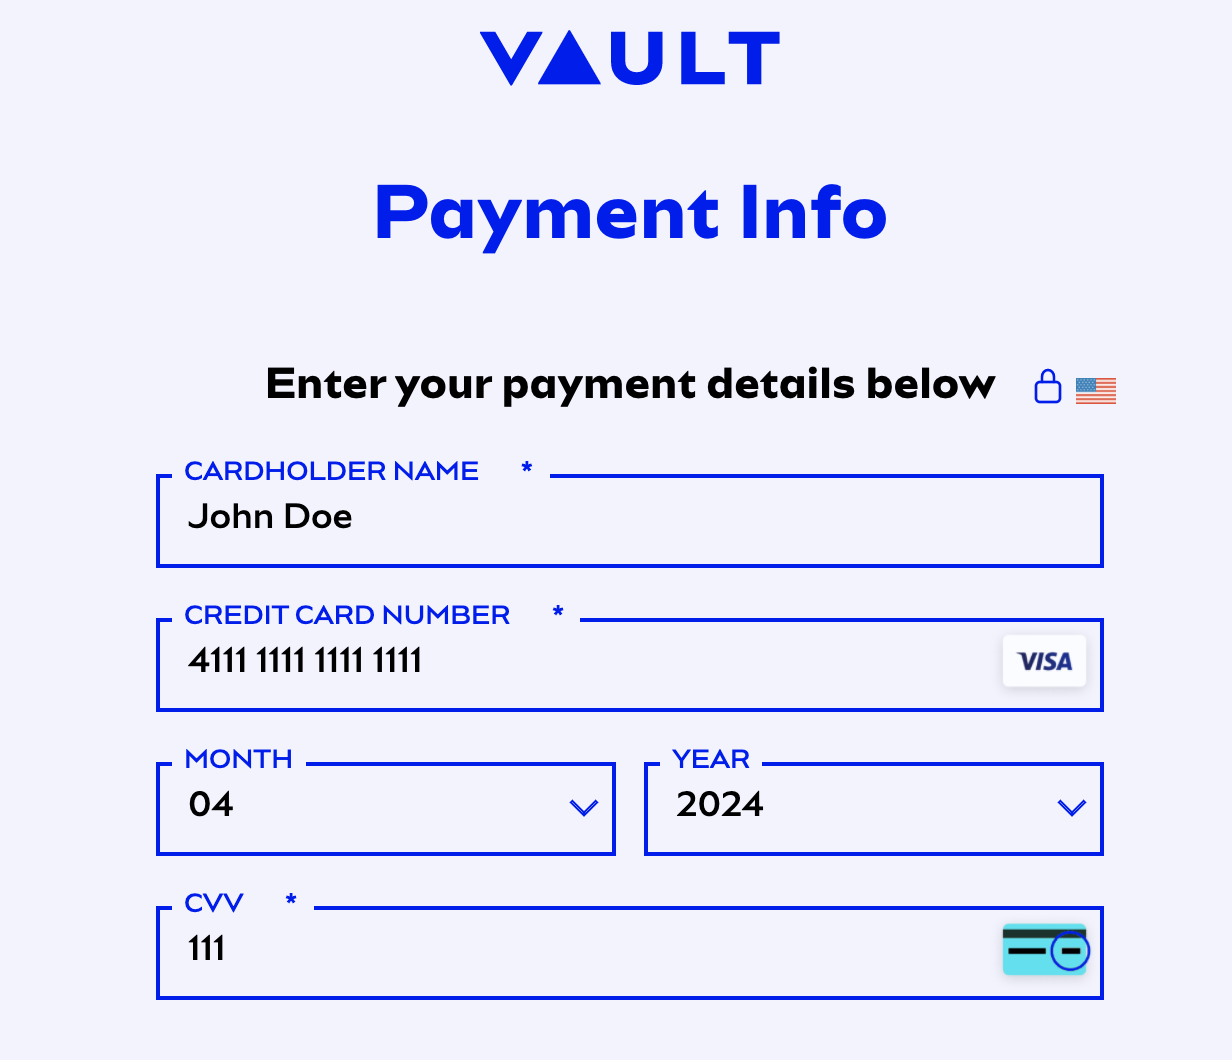 VAULT
Payment Info
Enter your payment details below
CARDHOLDER NAME *
John Doe
CREDIT CARD NUMBER *
4111 1111 1111 1111
VISA
MONTH
04
YEAR
2024
CVV *
111